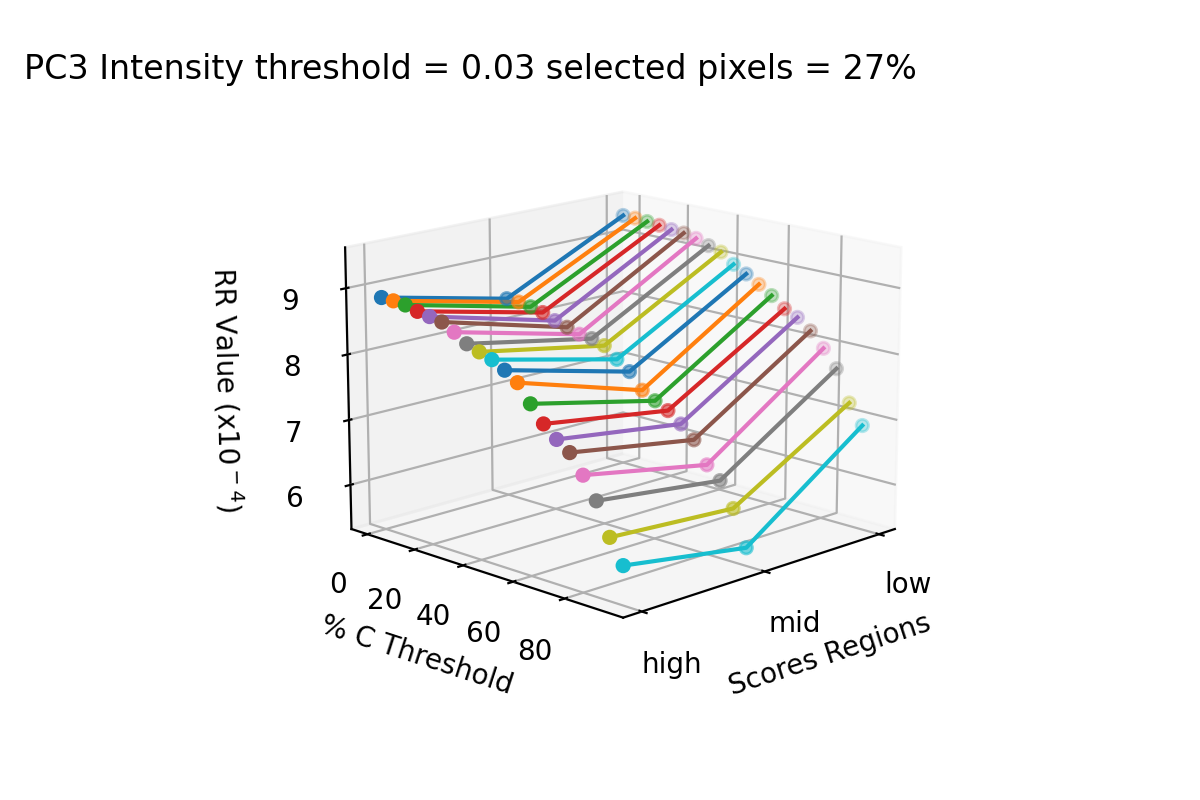 PC3 Intensity threshold = 0.03 selected pixels = 27%
RR Value (x10⁻⁴)
9
8
7
6
0
20
40
60
80
% C Threshold
high
mid
low
Scores Regions